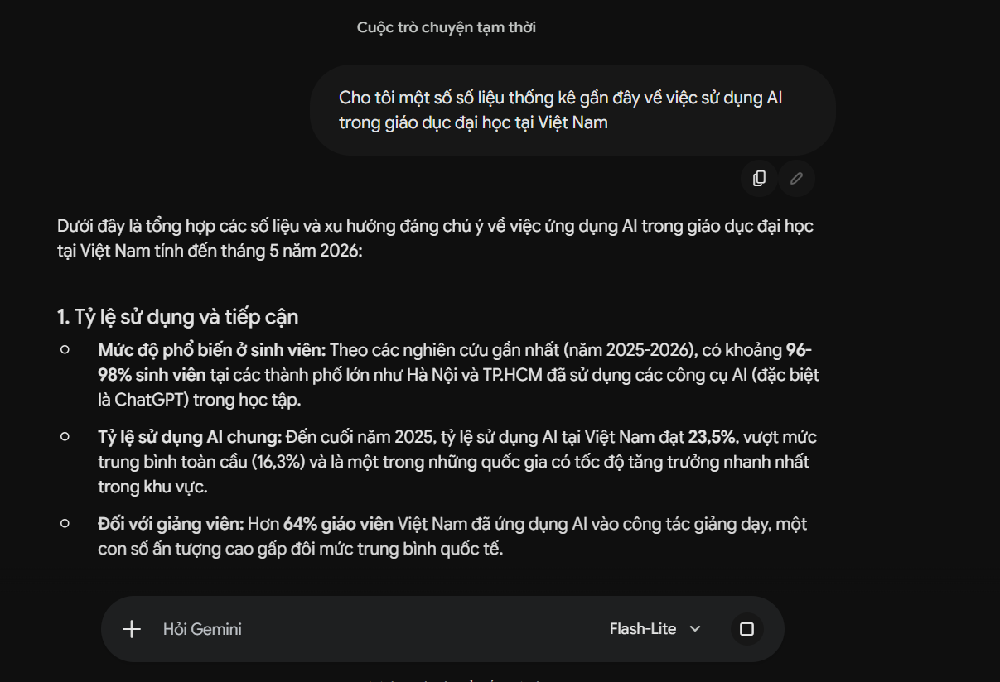 Cuộc trò chuyện tạm thời
Cho tôi một số số liệu thống kê gần đây về việc sử dụng AI
trong giáo dục đại học tại Việt Nam
Dưới đây là tổng hợp các số liệu và xu hướng đáng chú ý về việc ứng dụng AI trong giáo dục đại học
tại Việt Nam tính đến tháng 5 năm 2026:
1. Tỷ lệ sử dụng và tiếp cận
Mức độ phổ biến ở sinh viên: Theo các nghiên cứu gần nhất (năm 2025-2026), có khoảng 96-
98% sinh viên tại các thành phố lớn như Hà Nội và TP.HCM đã sử dụng các công cụ AI (đặc biệt
là ChatGPT) trong học tập.
Tỷ lệ sử dụng AI chung: Đến cuối năm 2025, tỷ lệ sử dụng AI tại Việt Nam đạt 23,5%, vượt mức
trung bình toàn cầu (16,3%) và là một trong những quốc gia có tốc độ tăng trưởng nhanh nhất
trong khu vực.
Đối với giảng viên: Hơn 64% giáo viên Việt Nam đã ứng dụng AI vào công tác giảng dạy, một
con số ấn tượng cao gấp đôi mức trung bình quốc tế.
Hỏi Gemini
Flash-Lite